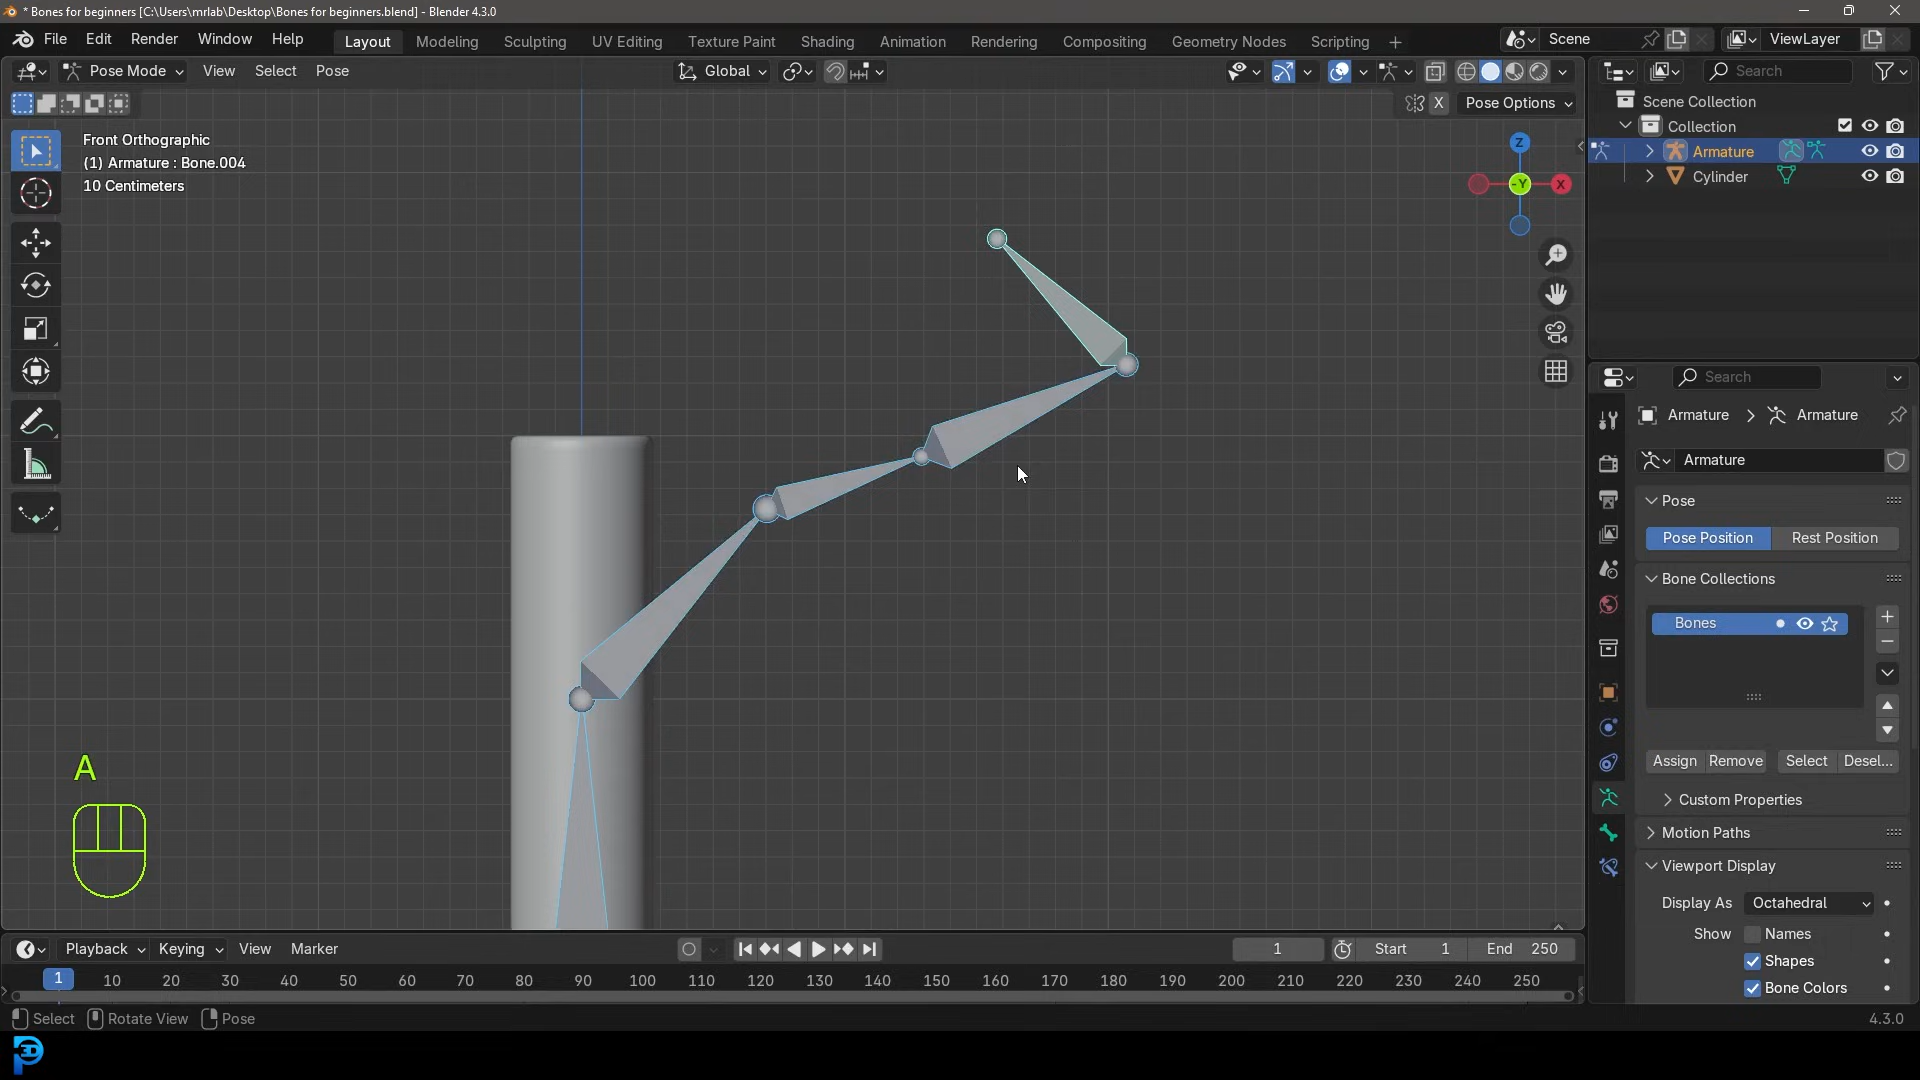 * Bones for beginners [C:\Users\mrlab\Desktop\Bones for beginners.blend] - Blender 4.3.0
File Edit Render Window Help Layout Modeling Sculpting UV Editing Texture Paint Shading Animation Rendering Compositing Geometry Nodes Scripting + Scene ViewLayer
Pose Mode View Select Pose Global Search
X Pose Options
Scene Collection
Collection
Armature
Cylinder
Front Orthographic
(1) Armature : Bone.004
10 Centimeters
Z
-Y
X
Search
Armature > Armature
Armature
Pose
Pose Position Rest Position
Bone Collections
Bones
Assign Remove Select Desel...
Custom Properties
Motion Paths
Viewport Display
Display As Octahedral
Show Names
Shapes
Bone Colors
A
Playback Keying View Marker 1 Start 1 End 250
1 10 20 30 40 50 60 70 80 90 100 110 120 130 140 150 160 170 180 190 200 210 220 230 240 250
Select Rotate View Pose 4.3.0